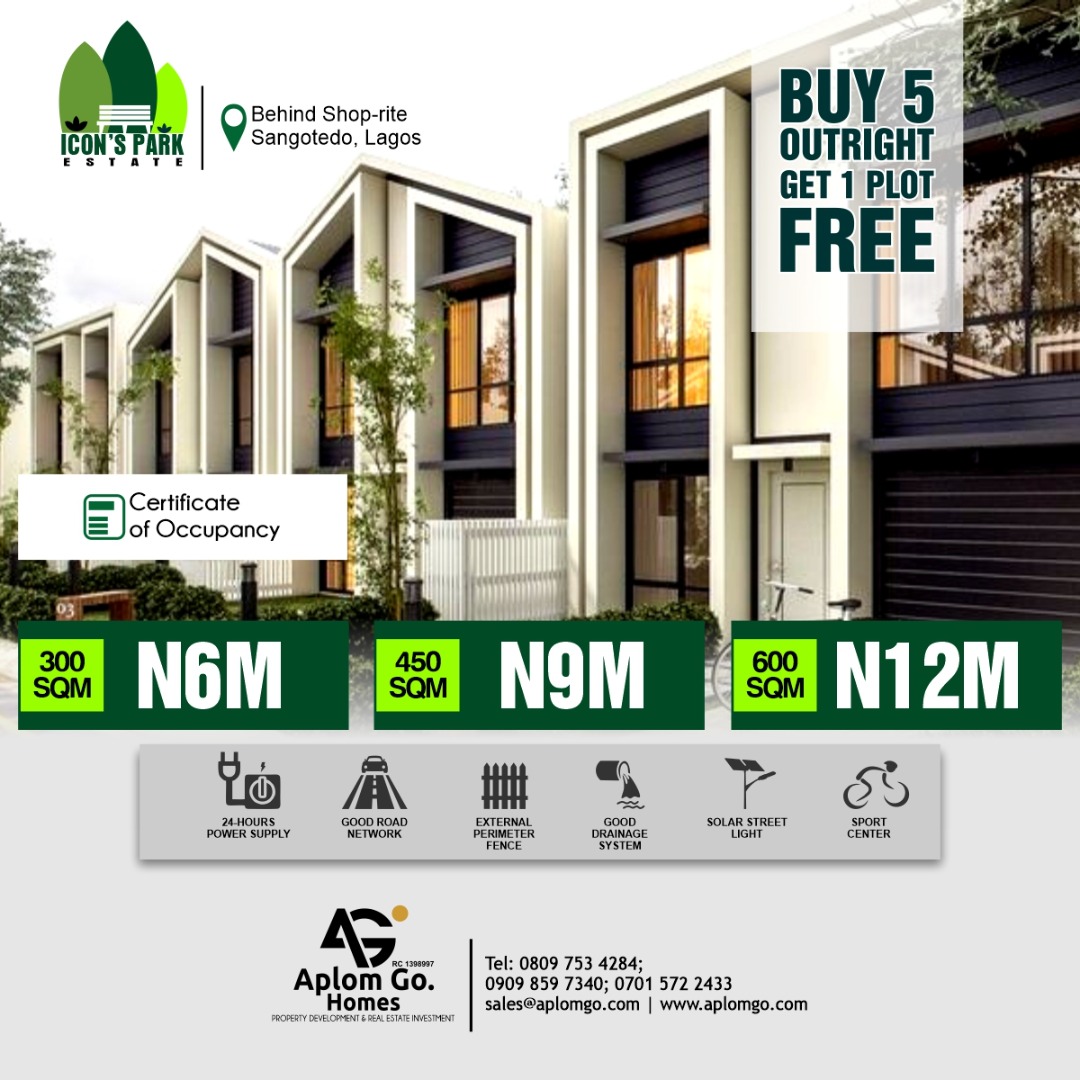 ICON'S PARK
ESTATE
Behind Shop-rite
Sangotedo, Lagos
BUY 5
OUTRIGHT
GET 1 PLOT
FREE
Certificate
of Occupancy
03
300
SQM
N6M
450
SQM
N9M
600
SQM
N12M
24-HOURS
POWER SUPPLY
GOOD ROAD
NETWORK
EXTERNAL
PERIMETER
FENCE
GOOD
DRAINAGE
SYSTEM
SOLAR STREET
LIGHT
SPORT
CENTER
AG
RC 1398997
Aplom Go.
Homes
PROPERTY DEVELOPMENT & REAL ESTATE INVESTMENT
Tel: 0809 753 4284;
0909 859 7340; 0701 572 2433
sales@aplomgo.com | www.aplomgo.com